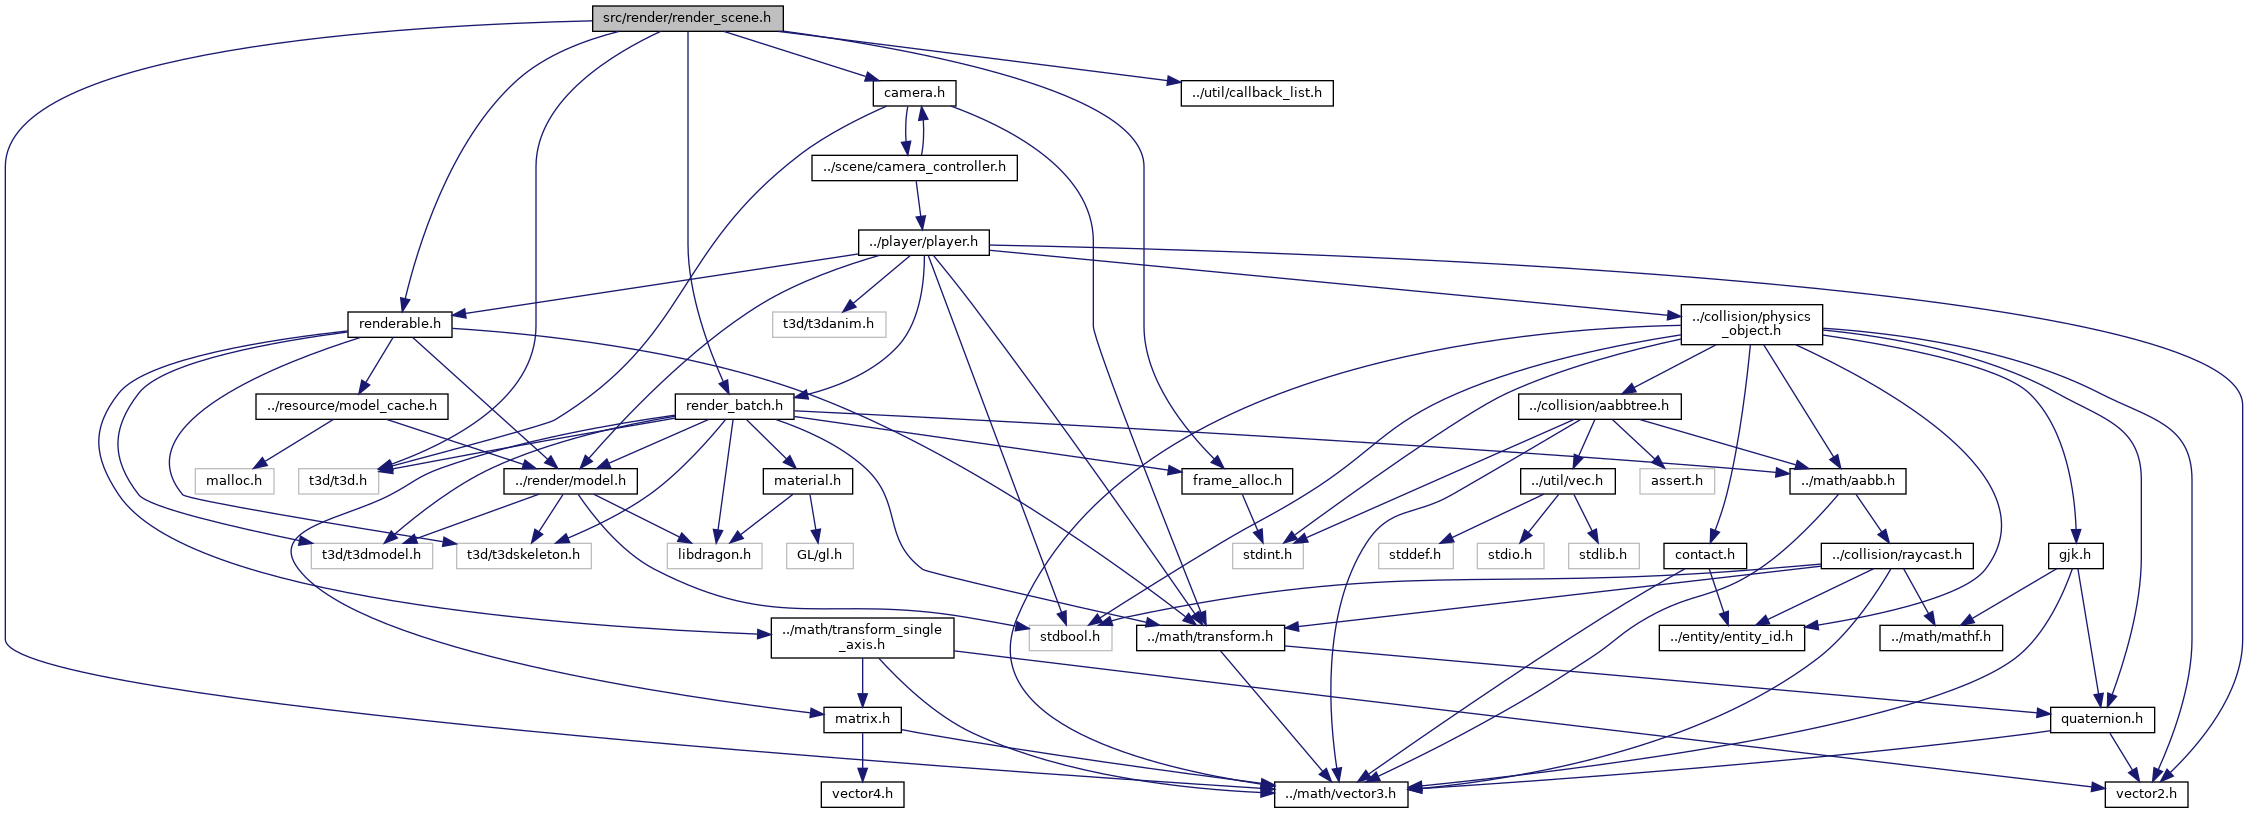 src/render/render_scene.h
camera.h
../util/callback_list.h
../scene/camera_controller.h
../player/player.h
renderable.h
t3d/t3danim.h
../collision/physics
_object.h
../resource/model_cache.h
render_batch.h
../collision/aabbtree.h
malloc.h
t3d/t3d.h
../render/model.h
material.h
frame_alloc.h
../util/vec.h
assert.h
../math/aabb.h
t3d/t3dmodel.h
t3d/t3dskeleton.h
libdragon.h
GL/gl.h
stdint.h
stddef.h
stdio.h
stdlib.h
contact.h
../collision/raycast.h
gjk.h
../math/transform_single
_axis.h
stdbool.h
../math/transform.h
../entity/entity_id.h
../math/mathf.h
matrix.h
quaternion.h
vector4.h
../math/vector3.h
vector2.h